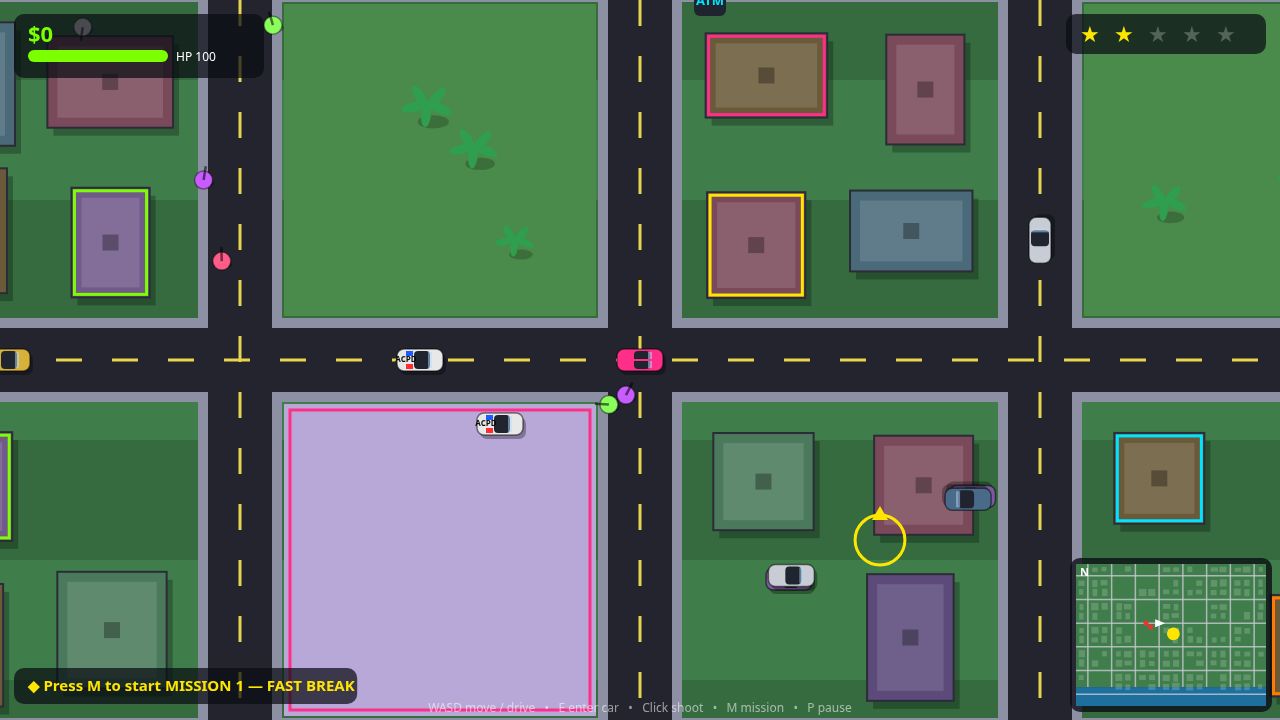 ATM
$0
HP 100
★ ★ ★ ★ ★
ACPD
ACPD
N
◆ Press M to start MISSION 1 — FAST BREAK
WASD move / drive • E enter car • Click shoot • M mission • P pause